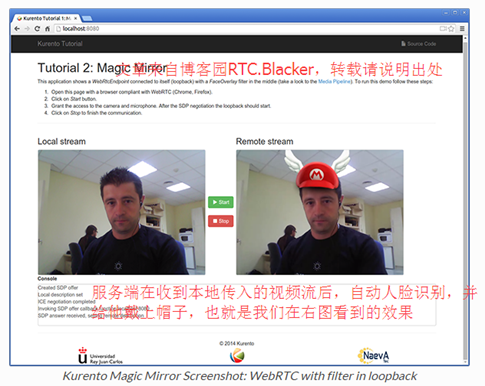 Kurento Tutorial 1: Mag
localhost:8080
Kurento Tutorial
Source Code
Tutorial 2: Magic Mirror
文章来自博客园RTC.Blacker，转载请说明出处
This application shows a WebRtcEndpoint connected to itself (loopback) with a FaceOverlay filter in the middle (take a look to the Media Pipeline). To run this demo follow these steps:
1. Open this page with a browser compliant with WebRTC (Chrome, Firefox).
2. Click on Start button.
3. Grant the access to the camera and microphone. After the SDP negotiation the loopback should start.
4. Click on Stop to finish the communication.
Local stream
Remote stream
Start
Stop
Console
Created SDP offer
Local description set
ICE negotiation completed
Invoking SDP offer
SDP answer received,
服务端在收到本地传入的视频流后，自动人脸识别，并
给他戴上帽子，也就是我们在右图看到的效果
© 2014 Kurento
Universidad
Rey Juan Carlos
NaevA
Kurento Magic Mirror Screenshot: WebRTC with filter in loopback